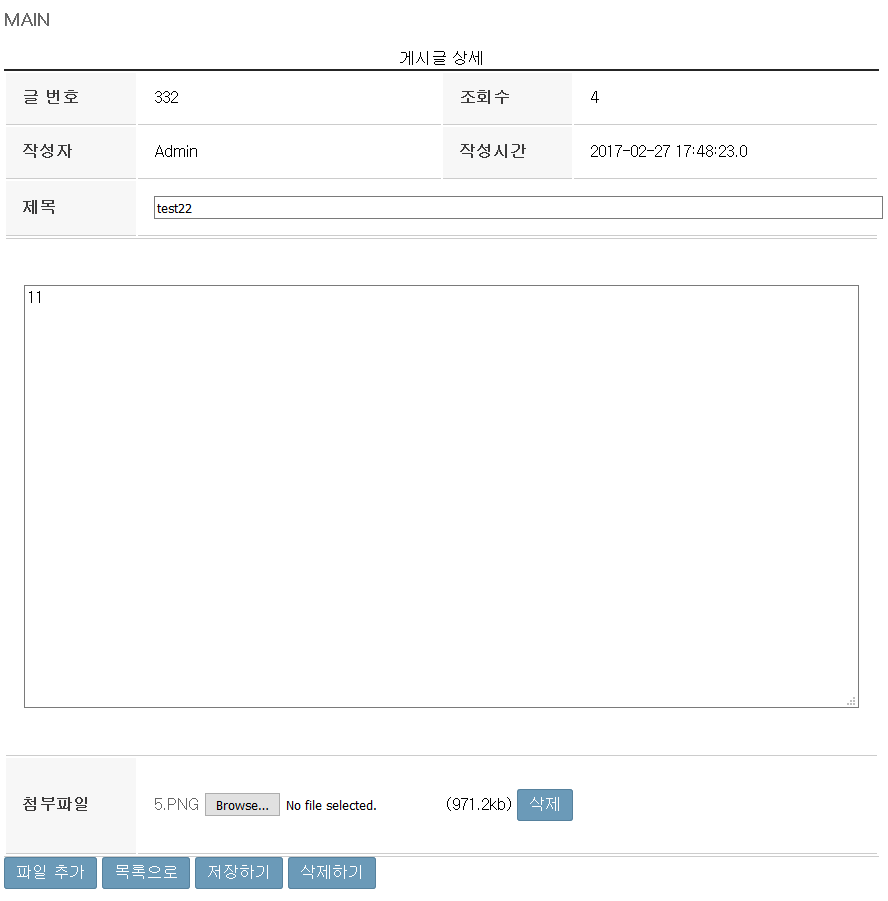 MAIN
게시글 상세
글 번호 332 조회수 4
작성자 Admin 작성시간 2017-02-27 17:48:23.0
제목 test22
11
첨부파일 5.PNG Browse... No file selected. (971.2kb) 삭제
파일 추가 목록으로 저장하기 삭제하기